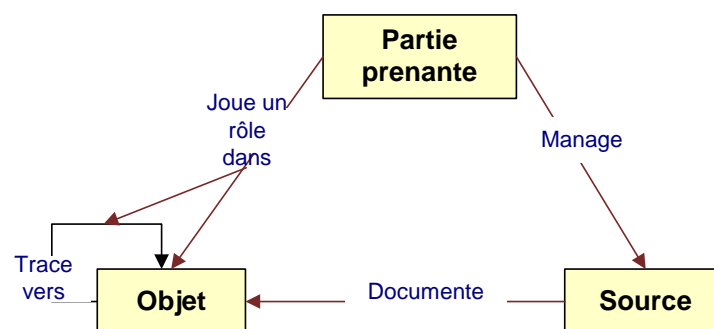 Partie
prenante
Joue un
rôle
dans
Manage
Trace
vers
Objet
Documente
Source